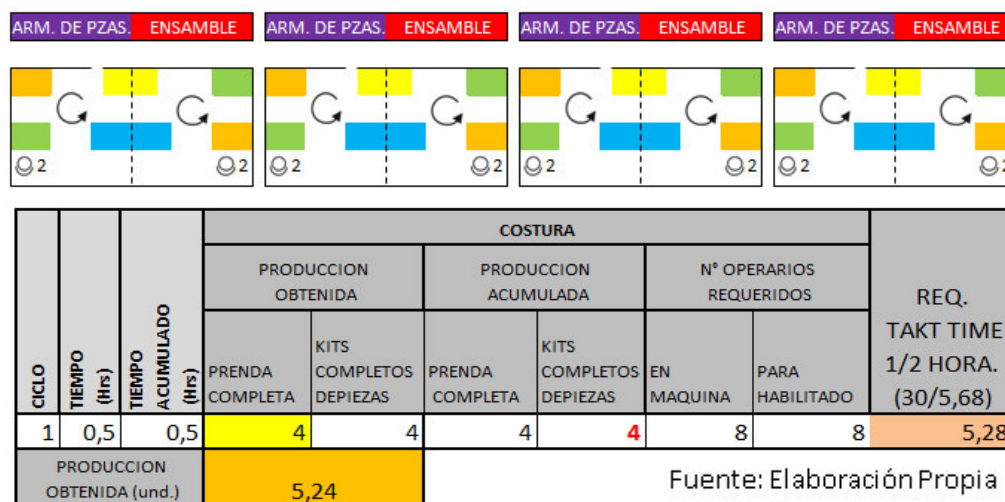 ARM. DE PZAS. ENSAMBLE ARM. DE PZAS. ENSAMBLE ARM. DE PZAS. ENSAMBLE ARM. DE PZAS. ENSAMBLE
2 2 2 2 2 2 2 2
COSTURA
PRODUCCION
OBTENIDA
PRODUCCION
ACUMULADA
N° OPERARIOS
REQUERIDOS
REQ.
TAKT TIME
1/2 HORA.
(30/5,68)
CICLO
TIEMPO
(Hrs)
TIEMPO
ACUMULADO
(Hrs)
PRENDA
COMPLETA
KITS
COMPLETOS
DEPIEZAS
PRENDA
COMPLETA
KITS
COMPLETOS
DEPIEZAS
EN
MAQUINA
PARA
HABILITADO
1 0,5 0,5 4 4 4 4 8 8 5,28
PRODUCCION
OBTENIDA (und.)
5,24
Fuente: Elaboración Propia